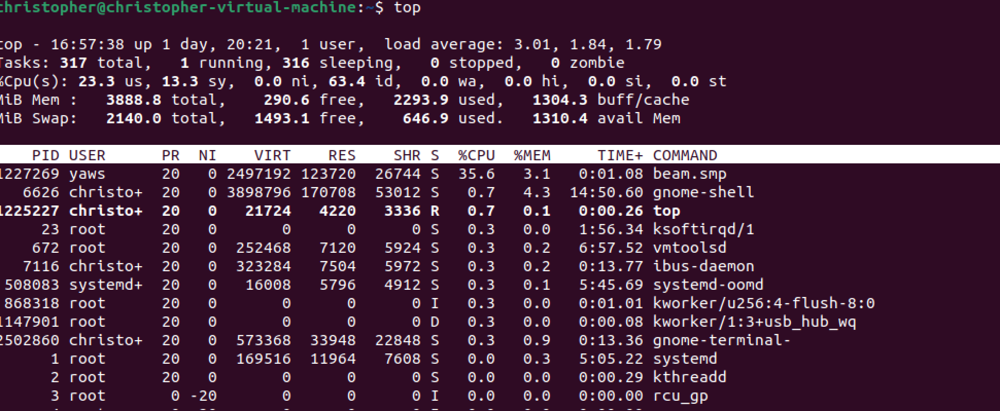 christopher@christopher-virtual-machine:~$ top
top - 16:57:38 up 1 day, 20:21,  1 user,  load average: 3.01, 1.84, 1.79
Tasks: 317 total,   1 running, 316 sleeping,   0 stopped,   0 zombie
%Cpu(s): 23.3 us, 13.3 sy,  0.0 ni, 63.4 id,  0.0 wa,  0.0 hi,  0.0 si,  0.0 st
MiB Mem :   3888.8 total,    290.6 free,   2293.9 used,   1304.3 buff/cache
MiB Swap:   2140.0 total,   1493.1 free,    646.9 used.   1310.4 avail Mem
PID USER      PR  NI    VIRT    RES    SHR S  %CPU  %MEM     TIME+ COMMAND
1227269 yaws      20   0 2497192 123720  26744 S  35.6   3.1   0:01.08 beam.smp
6626 christo+  20   0 3898796 170708  53012 S   0.7   4.3  14:50.60 gnome-shell
1225227 christo+  20   0   21724   4220   3336 R   0.7   0.1   0:00.26 top
23 root      20   0       0      0      0 S   0.3   0.0   1:56.34 ksoftirqd/1
672 root      20   0  252468   7120   5924 S   0.3   0.2   6:57.52 vmtoolsd
7116 christo+  20   0  323284   7504   5972 S   0.3   0.2   0:13.77 ibus-daemon
508083 systemd+  20   0   16008   5796   4912 S   0.3   0.1   5:45.69 systemd-oomd
868318 root      20   0       0      0      0 I   0.3   0.0   0:01.01 kworker/u256:4-flush-8:0
1147901 root      20   0       0      0      0 D   0.3   0.0   0:00.08 kworker/1:3+usb_hub_wq
2502860 christo+  20   0  573368  33948  22848 S   0.3   0.9   0:13.36 gnome-terminal-
1 root      20   0  169516  11964   7608 S   0.0   0.3   5:05.22 systemd
2 root      20   0       0      0      0 S   0.0   0.0   0:00.29 kthreadd
3 root       0 -20       0      0      0 I   0.0   0.0   0:00.00 rcu_gp